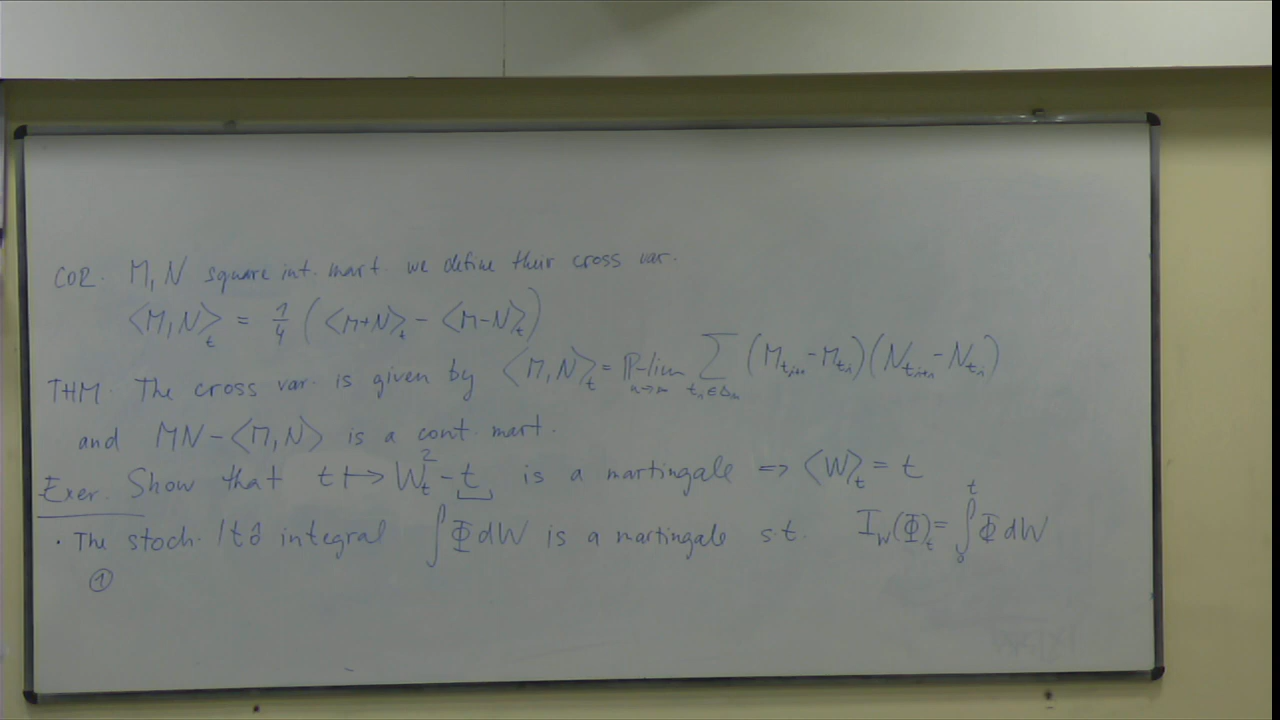 COR. M, N square int. mart. we define their cross var.
⟨M,N⟩_t = 1/4 (⟨M+N⟩_t - ⟨M-N⟩_t)
THM. The cross var. is given by ⟨M,N⟩_t = P-lim_{n→∞} ∑_{t_i ∈ Δ_n} (M_{t_{i+1}} - M_{t_i})(N_{t_{i+1}} - N_{t_i})
and MN - ⟨M,N⟩ is a cont. mart.
Exer. Show that t ↦ W_t^2 - t is a martingale ⇒ ⟨W⟩_t = t
· The stoch. Itô integral ∫ Φ dW is a martingale s.t. I_W(Φ)_t = ∫_0^t Φ dW
①